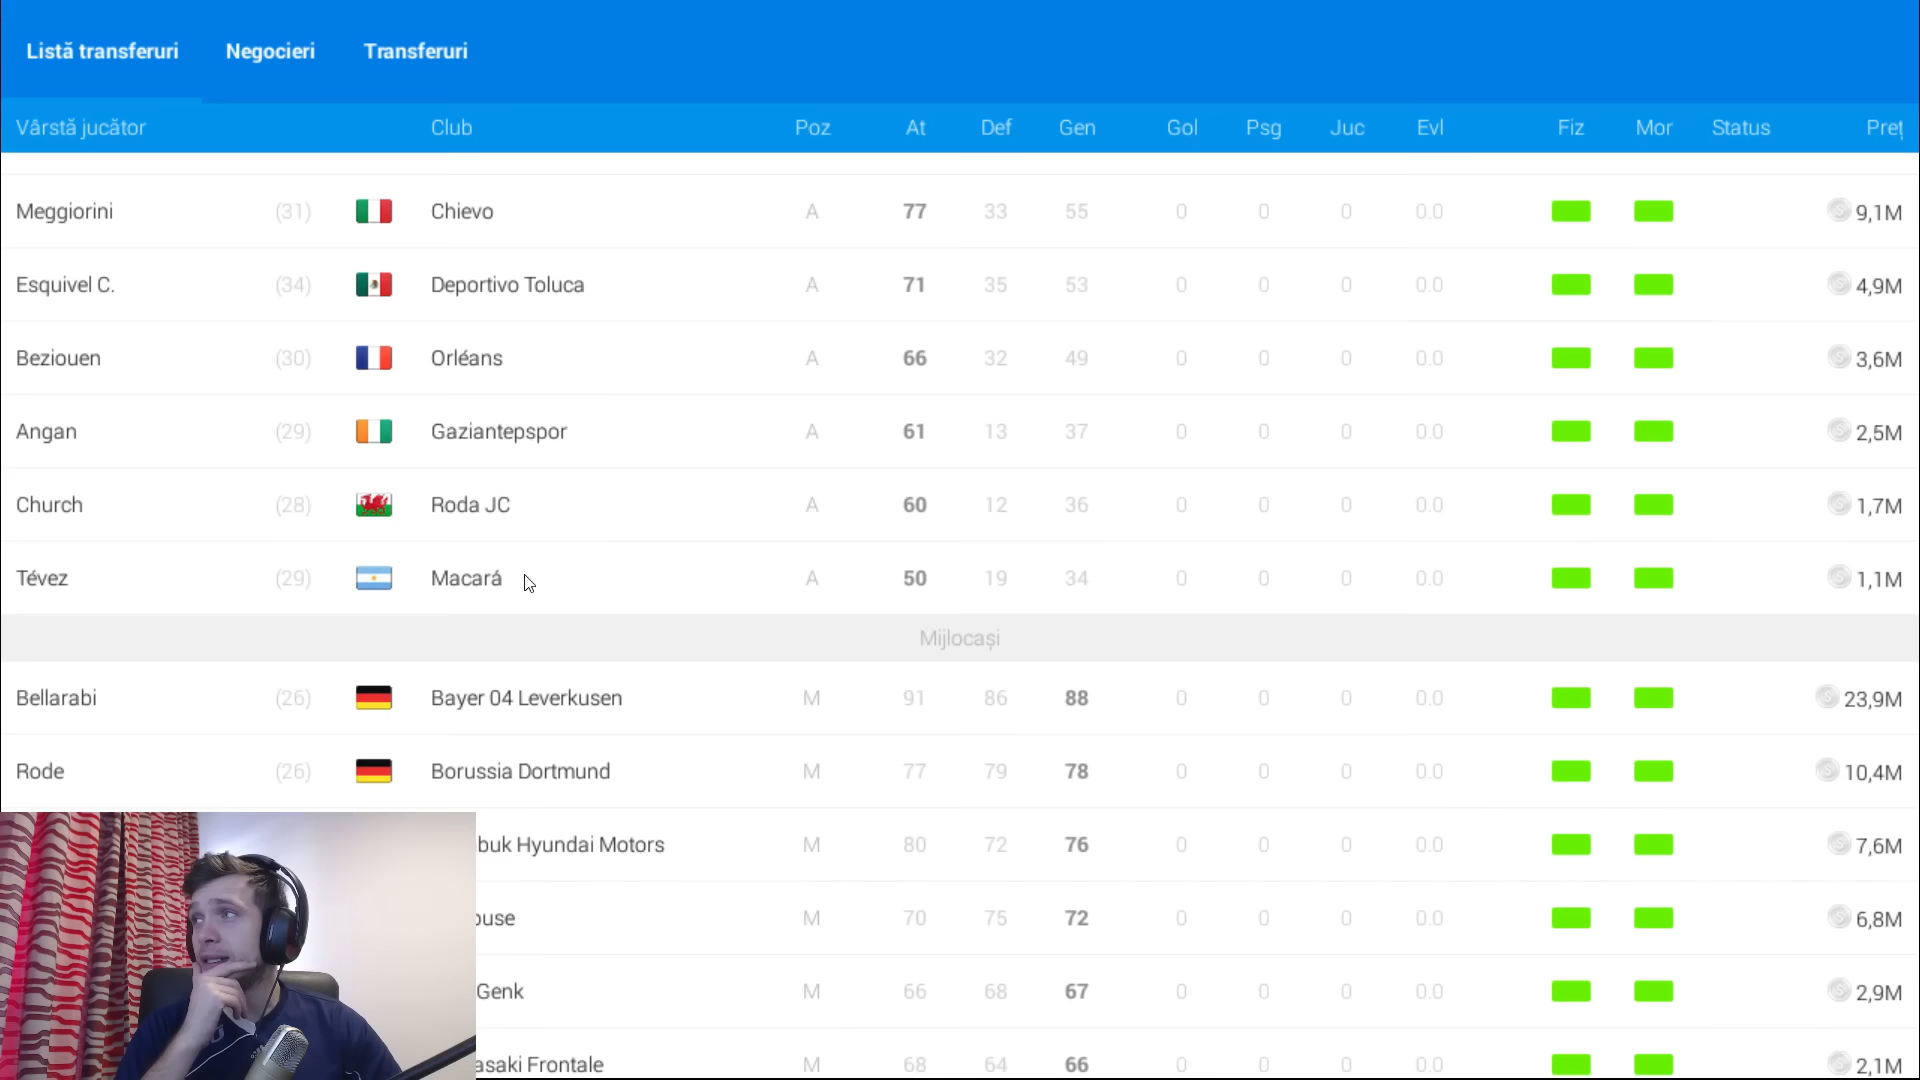 Listă transferuri Negocieri Transferuri
Vârstă jucător Club Poz At Def Gen Gol Psg Juc Evl Fiz Mor Status Preț
Meggiorini (31) Chievo A 77 33 55 0 0 0 0.0 9,1M
Esquivel C. (34) Deportivo Toluca A 71 35 53 0 0 0 0.0 4,9M
Beziouen (30) Orléans A 66 32 49 0 0 0 0.0 3,6M
Angan (29) Gaziantepspor A 61 13 37 0 0 0 0.0 2,5M
Church (28) Roda JC A 60 12 36 0 0 0 0.0 1,7M
Tévez (29) Macará A 50 19 34 0 0 0 0.0 1,1M
Mijlocași
Bellarabi (26) Bayer 04 Leverkusen M 91 86 88 0 0 0 0.0 23,9M
Rode (26) Borussia Dortmund M 77 79 78 0 0 0 0.0 10,4M
buk Hyundai Motors M 80 72 76 0 0 0 0.0 7,6M
ouse M 70 75 72 0 0 0 0.0 6,8M
Genk M 66 68 67 0 0 0 0.0 2,9M
asaki Frontale M 68 64 66 0 0 0 0.0 2,1M